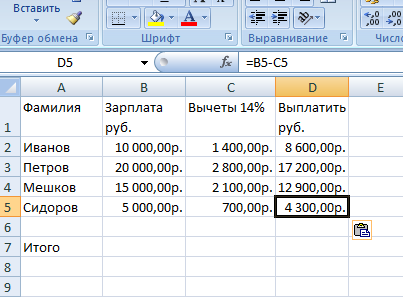 Вставить
Буфер обмена Шрифт Выравнивание Число
D5 fx =B5-C5
A B C D E
1 Фамилия Зарплата руб. Вычеты 14% Выплатить руб.
2 Иванов 10 000,00р. 1 400,00р. 8 600,00р.
3 Петров 20 000,00р. 2 800,00р. 17 200,00р.
4 Мешков 15 000,00р. 2 100,00р. 12 900,00р.
5 Сидоров 5 000,00р. 700,00р. 4 300,00р.
6
7 Итого
8
9